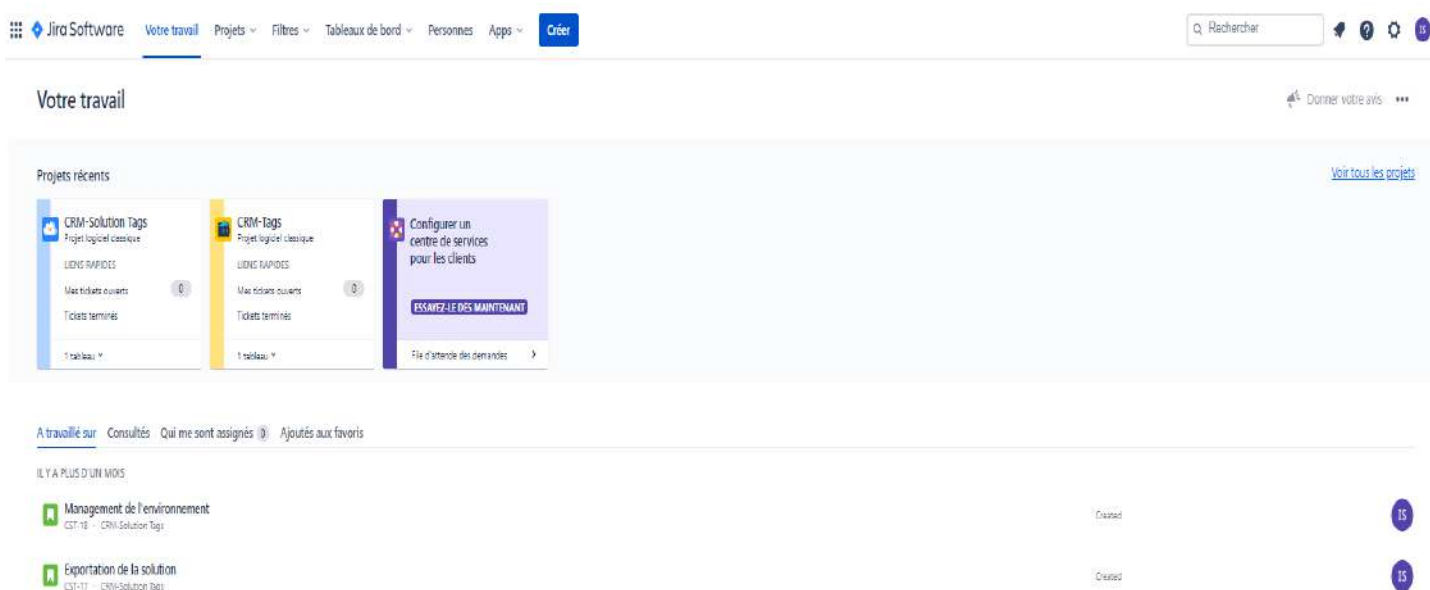 Jira Software Votre travail Projets Filtres Tableaux de bord Personnes Apps Créer Rechercher IS
Votre travail
Donner votre avis
Projets récents
Voir tous les projets
CRM-Solution Tags
Projet logiciel classique
LIENS RAPIDES
Mes tickets ouverts 0
Tickets terminés
1 tableau
CRM-Tags
Projet logiciel classique
LIENS RAPIDES
Mes tickets ouverts 0
Tickets terminés
1 tableau
Configurer un
centre de services
pour les clients
ESSAYEZ-LE DÈS MAINTENANT
File d'attende des demandes
A travaillé sur Consultés Qui me sont assignés 0 Ajoutés aux favoris
IL Y A PLUS D'UN MOIS
Management de l'environnement
CST-18 · CRM-Solution Tags
Created
IS
Exportation de la solution
CST-17 · CRM-Solution Tags
Created
IS